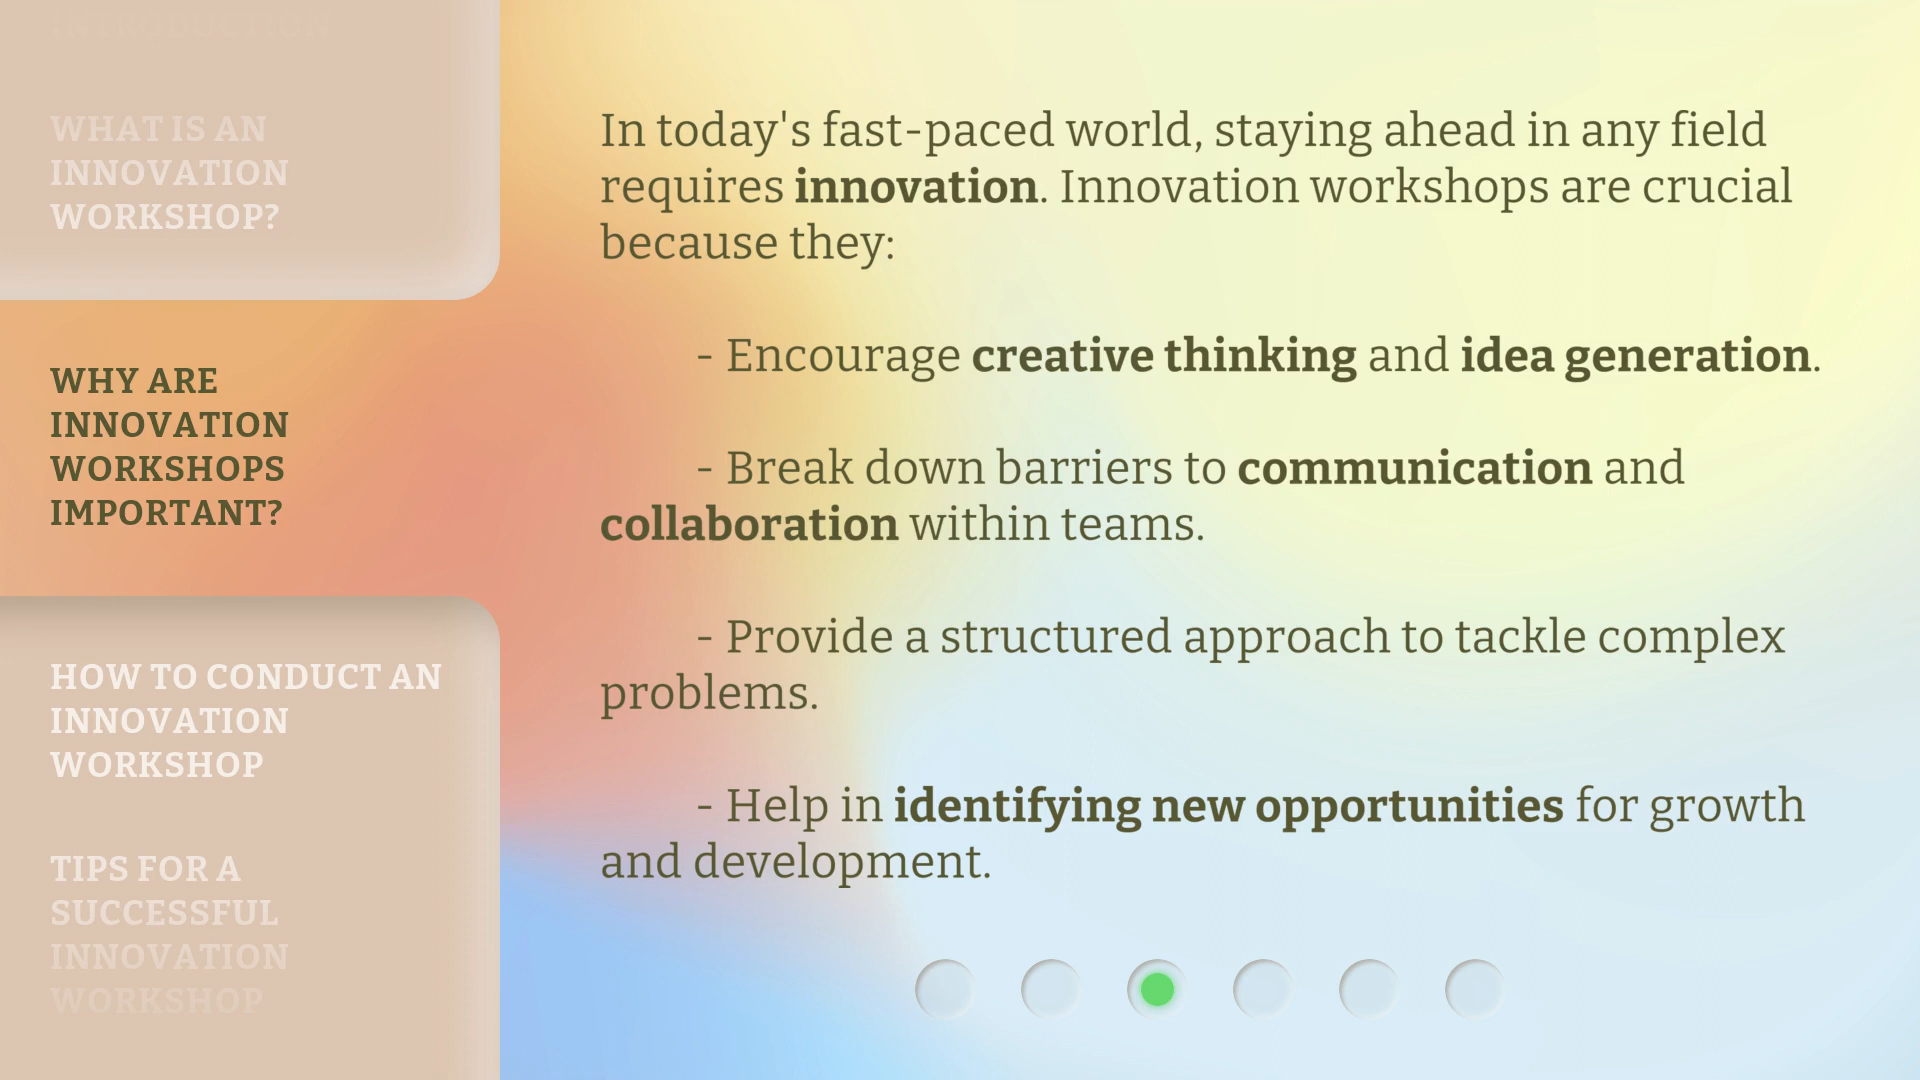 INTRODUCTION
WHAT IS AN
INNOVATION
WORKSHOP?
WHY ARE
INNOVATION
WORKSHOPS
IMPORTANT?
HOW TO CONDUCT AN
INNOVATION
WORKSHOP
TIPS FOR A
SUCCESSFUL
INNOVATION
WORKSHOP
In today's fast-paced world, staying ahead in any field
requires innovation. Innovation workshops are crucial
because they:
- Encourage creative thinking and idea generation.
- Break down barriers to communication and
collaboration within teams.
- Provide a structured approach to tackle complex
problems.
- Help in identifying new opportunities for growth
and development.